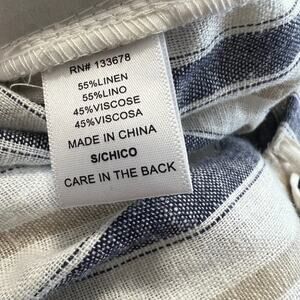 RN# 133678
55%LINEN
55%LINO
45%VISCOSE
45%VISCOSA
MADE IN CHINA
S/CHICO
CARE IN THE BACK